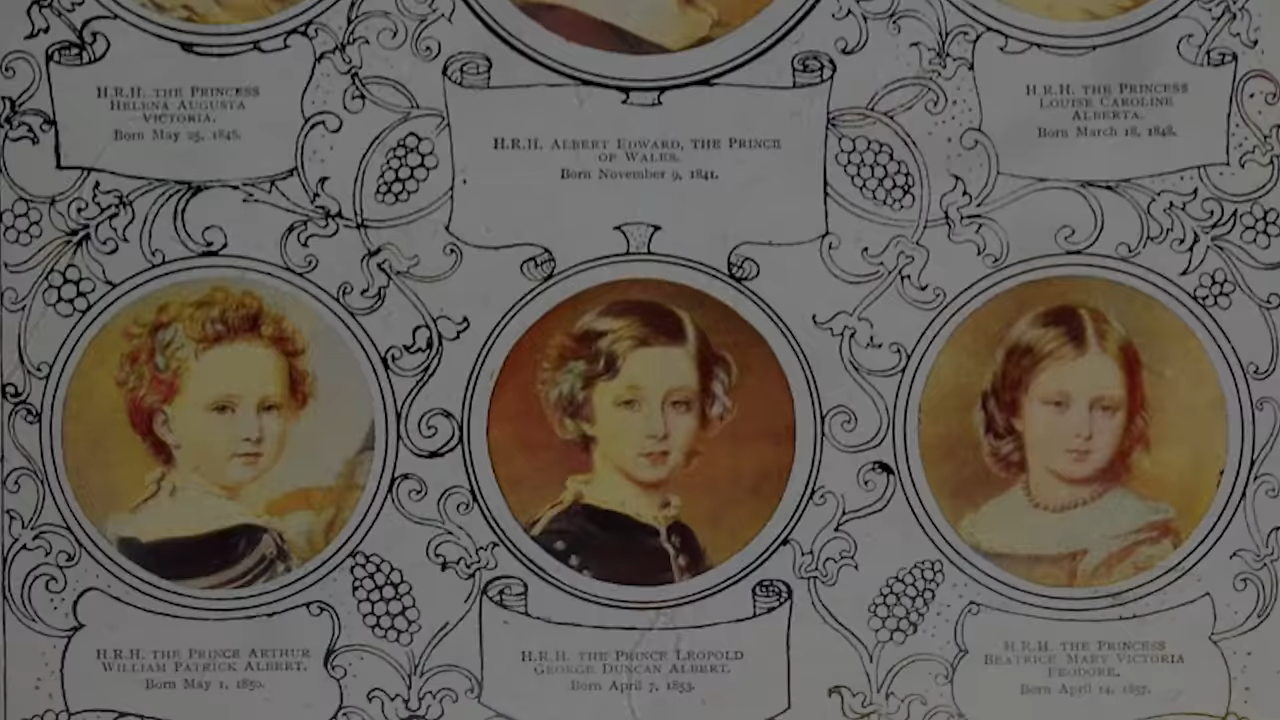 H.R.H. THE PRINCESS
HELENA AUGUSTA
VICTORIA.
Born May 25, 1846.
H.R.H. ALBERT EDWARD, THE PRINCE
OF WALES.
Born November 9, 1841.
H.R.H. THE PRINCESS
LOUISE CAROLINE
ALBERTA.
Born March 18, 1848.
H.R.H. THE PRINCE ARTHUR
WILLIAM PATRICK ALBERT.
Born May 1, 1850.
H.R.H. THE PRINCE LEOPOLD
GEORGE DUNCAN ALBERT.
Born April 7, 1853.
H.R.H. THE PRINCESS
BEATRICE MARY VICTORIA
FEODORE.
Born April 14, 1857.